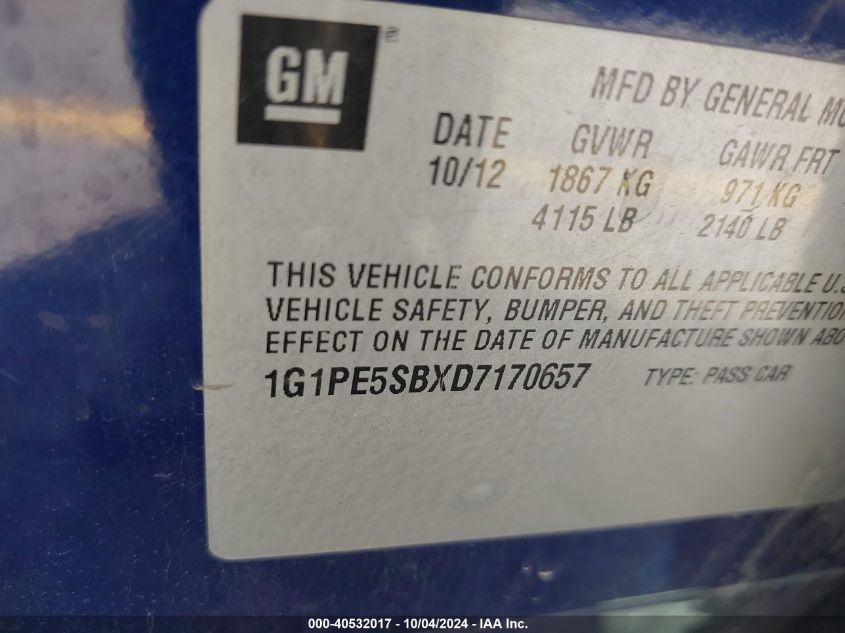 GM
MFD BY GENERAL
DATE GVWR GAWR FRT
10/12 1867 KG 971 KG
4115 LB 2140 LB
THIS VEHICLE CONFORMS TO ALL APPLICABLE U.S
VEHICLE SAFETY, BUMPER, AND THEFT PREVENTION
EFFECT ON THE DATE OF MANUFACTURE SHOWN ABO
1G1PE5SBXD7170657 TYPE: PASS CAR
000-40532017 - 10/04/2024 - IAA Inc.